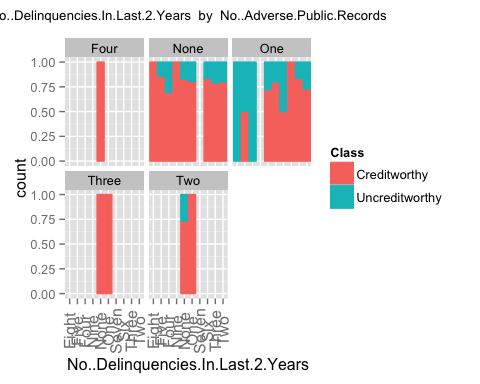 o..Delinquencies.In.Last.2.Years by No..Adverse.Public.Records
Four None One
1.00
0.75
0.50
0.25
0.00
count
Three Two
1.00
0.75
0.50
0.25
0.00
Class
Creditworthy
Uncreditworthy
Eight
Five
Four
Nine
None
One
Seven
Six
Three
Two
No..Delinquencies.In.Last.2.Years